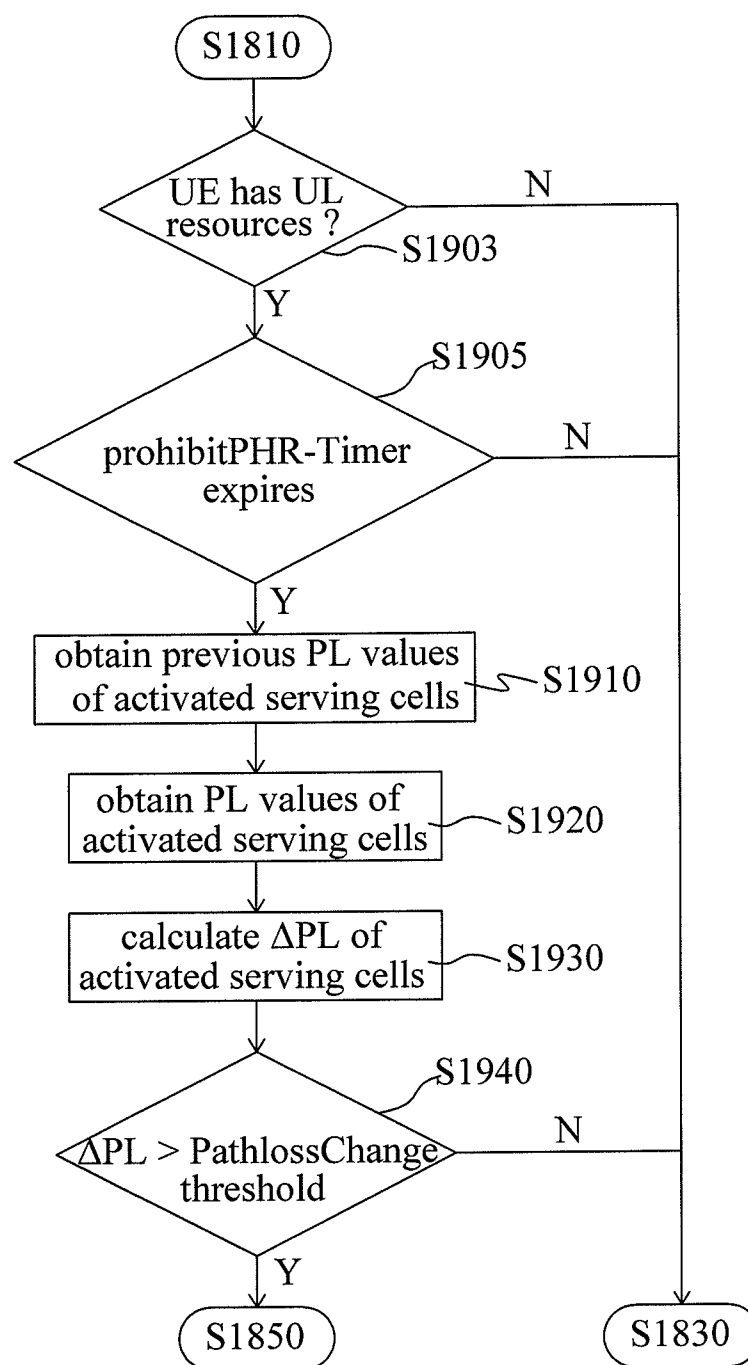 S1810
UE has UL
resources ?
N
S1903
Y
S1905
prohibitPHR-Timer
expires
N
Y
obtain previous PL values
of activated serving cells
S1910
obtain PL values of
activated serving cells
S1920
calculate ΔPL of
activated serving cells
S1930
S1940
ΔPL > PathlossChange
threshold
N
Y
S1850
S1830